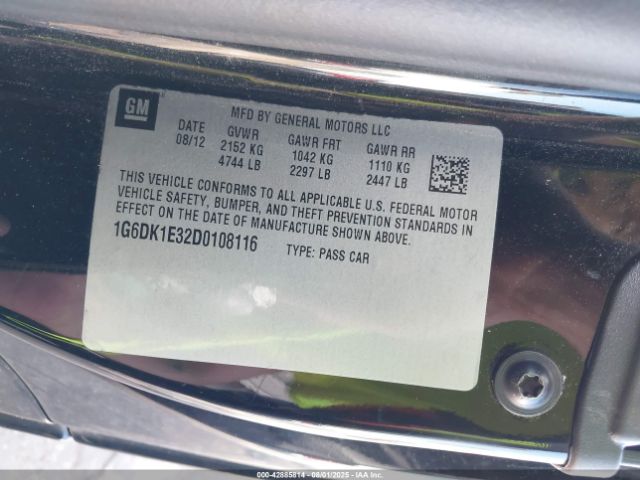 GM
MFD BY GENERAL MOTORS LLC
DATE GVWR GAWR FRT GAWR RR
08/12 2152 KG 1042 KG 1110 KG
4744 LB 2297 LB 2447 LB
THIS VEHICLE CONFORMS TO ALL APPLICABLE U.S. FEDERAL MOTOR
VEHICLE SAFETY, BUMPER, AND THEFT PREVENTION STANDARDS IN
EFFECT ON THE DATE OF MANUFACTURE SHOWN ABOVE.
1G6DK1E32D0108116 TYPE: PASS CAR
000-42885814 - 08/01/2025 - IAA, Inc.